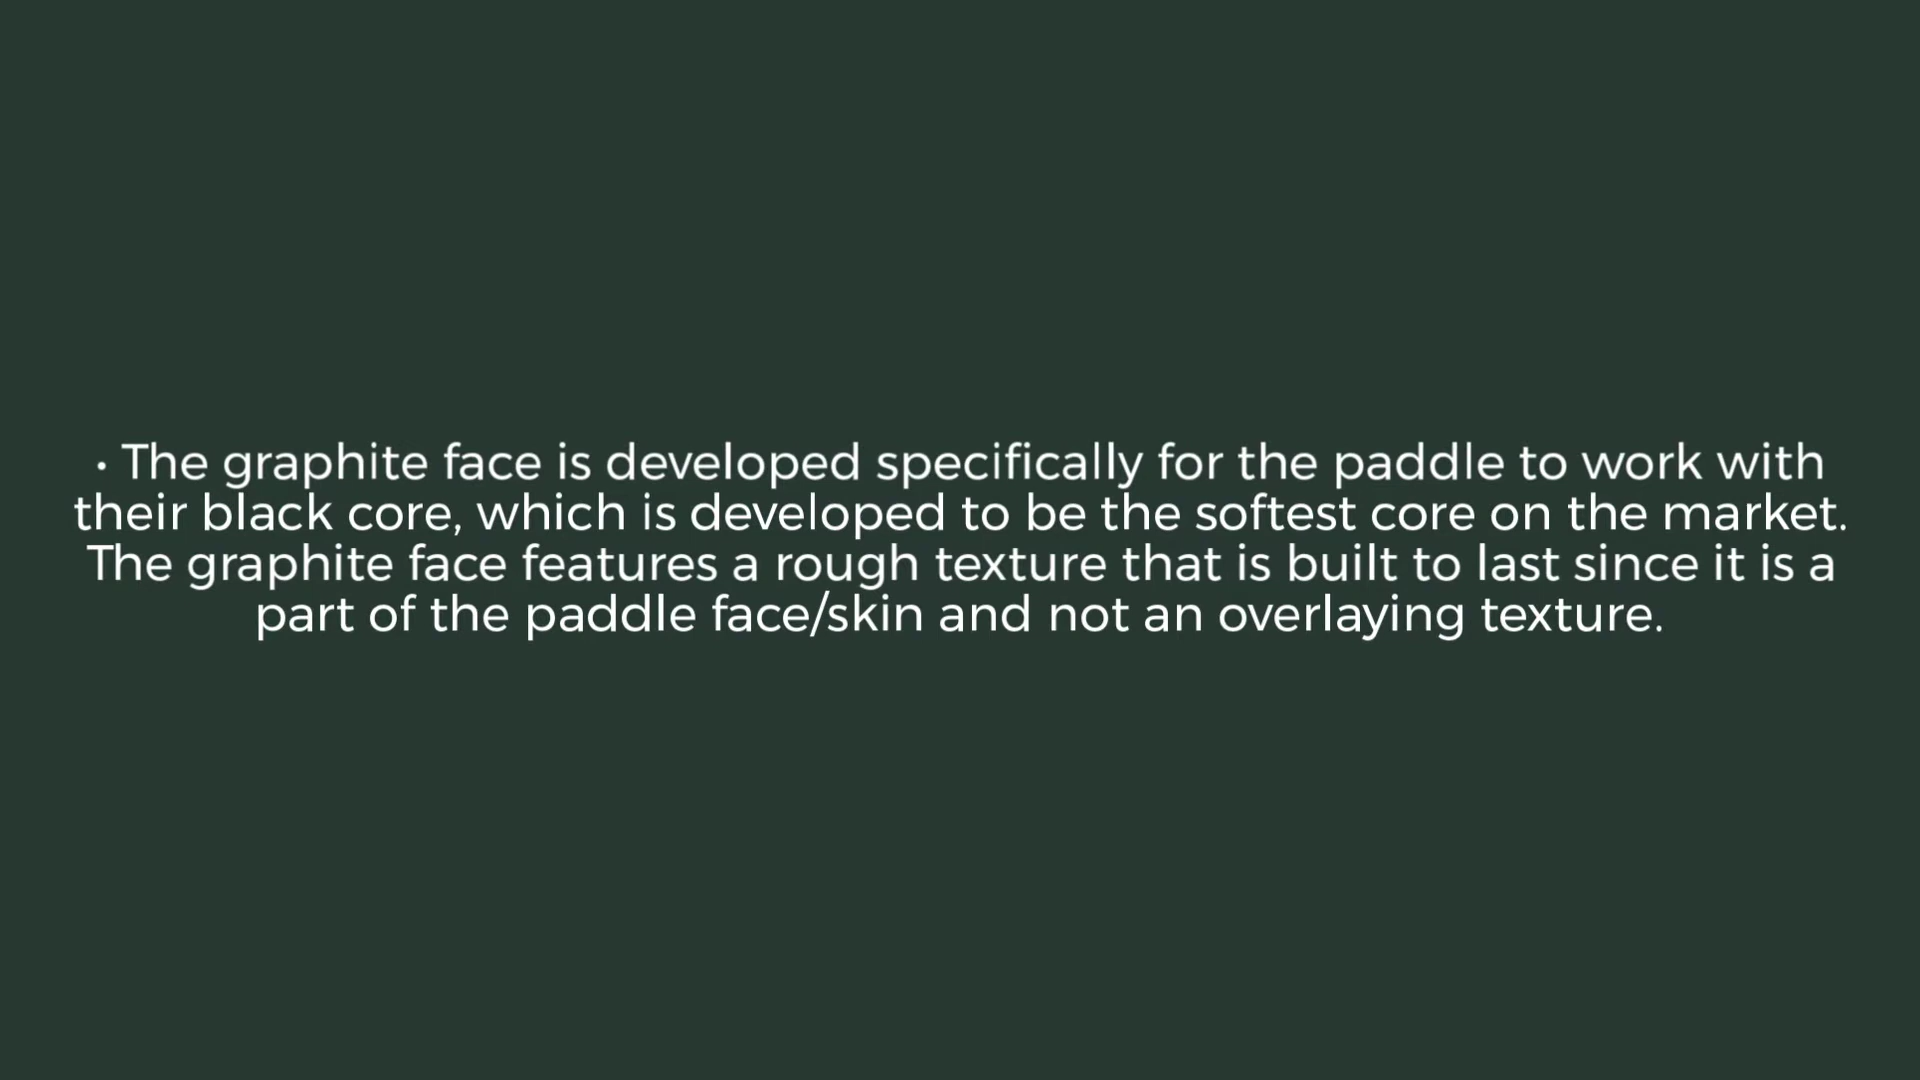 • The graphite face is developed specifically for the paddle to work with
their black core, which is developed to be the softest core on the market.
The graphite face features a rough texture that is built to last since it is a
part of the paddle face/skin and not an overlaying texture.